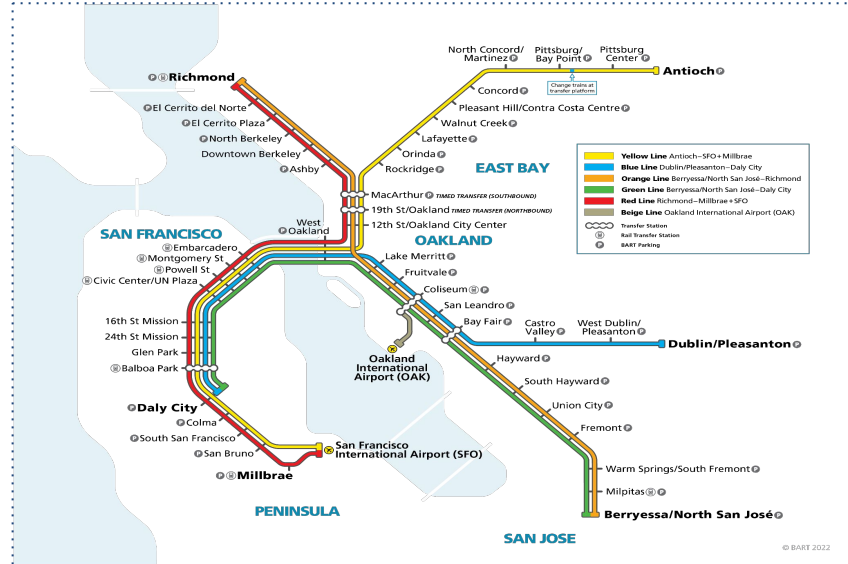 North Concord/
Martinez P
Pittsburg/
Bay Point P
Pittsburg
Center P
Antioch P
Change trains at
transfer platform
Richmond
P
Concord P
El Cerrito del Norte
P
Pleasant Hill/Contra Costa Centre P
El Cerrito Plaza
P
Walnut Creek P
North Berkeley
P
Lafayette P
Downtown Berkeley
Orinda P
Ashby
P
Rockridge P
EAST BAY
Yellow Line Antioch–SFO+Millbrae
Blue Line Dublin/Pleasanton–Daly City
Orange Line Berryessa/North San José–Richmond
Green Line Berryessa/North San José–Daly City
Red Line Richmond–Millbrae+SFO
Beige Line Oakland International Airport (OAK)
Transfer Station
Rail Transfer Station
P BART Parking
MacArthur P TIMED TRANSFER (SOUTHBOUND)
19th St/Oakland TIMED TRANSFER (NORTHBOUND)
12th St/Oakland City Center
West
P Oakland
SAN FRANCISCO
OAKLAND
Embarcadero
Montgomery St
Powell St
Civic Center/UN Plaza
Lake Merritt P
Fruitvale P
Coliseum P
San Leandro P
Bay Fair P
Castro
Valley P
West Dublin/
Pleasanton P
Dublin/Pleasanton P
16th St Mission
24th St Mission
Glen Park
Balboa Park
Oakland
International
Airport (OAK)
Hayward P
South Hayward P
Union City P
Fremont P
P Daly City
P Colma
P South San Francisco
P San Bruno
P Millbrae
San Francisco
International Airport (SFO)
Warm Springs/South Fremont P
Milpitas P
Berryessa/North San José P
PENINSULA
SAN JOSE
© BART 2022